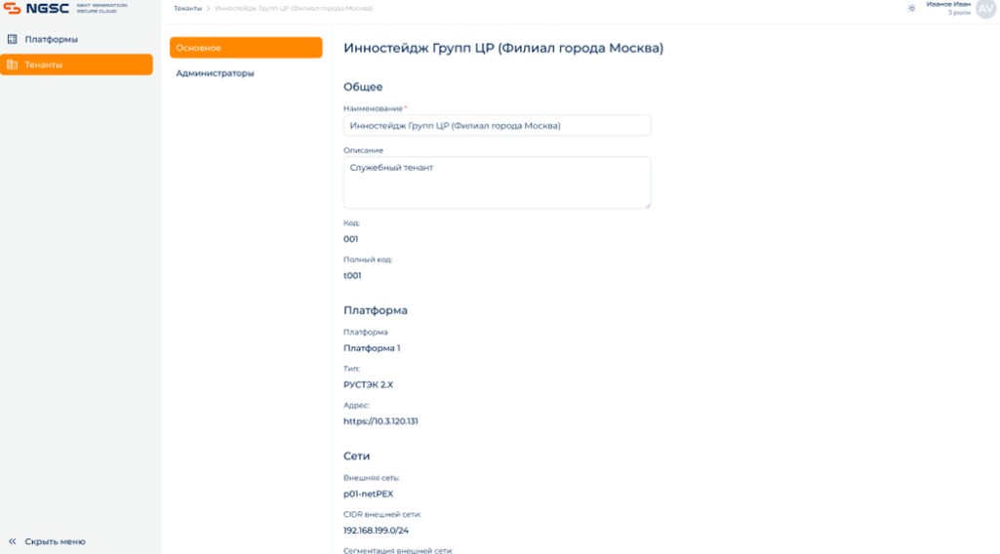 NGSC
NEXT GENERATION
SECURE CLOUD
Тенанты > Инностейдж Групп ЦР (Филиал города Москва)
Иванов Иван
3 роли
AV
Платформы
Тенанты
Основное
Администраторы
Инностейдж Групп ЦР (Филиал города Москва)
Общее
Наименование *
Инностейдж Групп ЦР (Филиал города Москва)
Описание
Служебный тенант
Код:
001
Полный код:
t001
Платформа
Платформа
Платформа 1
Тип:
РУСТЭК 2.X
Адрес:
https://10.3.120.131
Сети
Внешняя сеть:
p01-netPEX
CIDR внешней сети:
192.168.199.0/24
Сегментация внешней сети:
Скрыть меню